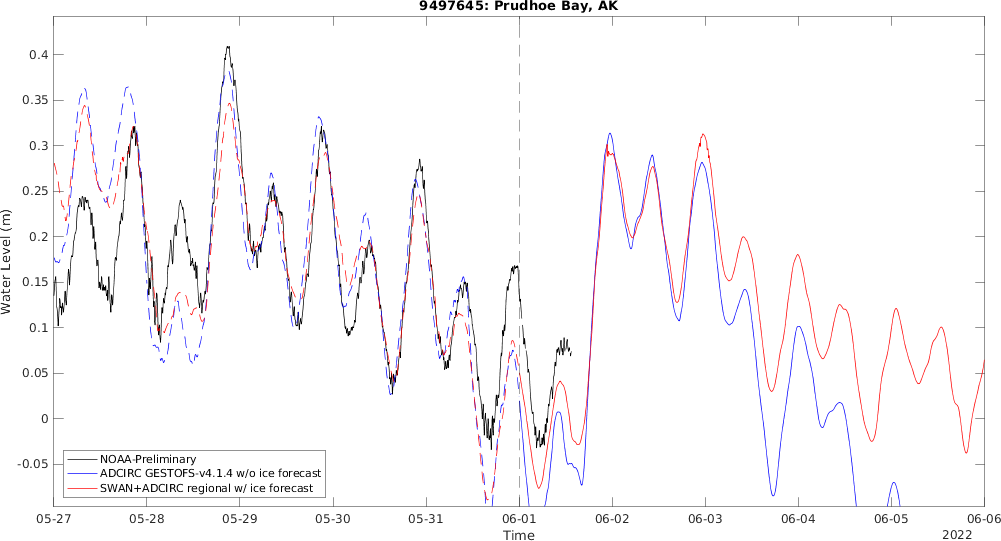 9497645: Prudhoe Bay, AK
Water Level (m)
0.4
0.35
0.3
0.25
0.2
0.15
0.1
0.05
0
-0.05
NOAA-Preliminary
ADCIRC GESTOFS-v4.1.4 w/o ice forecast
SWAN+ADCIRC regional w/ ice forecast
05-27 05-28 05-29 05-30 05-31 06-01 06-02 06-03 06-04 06-05 06-06
Time
2022